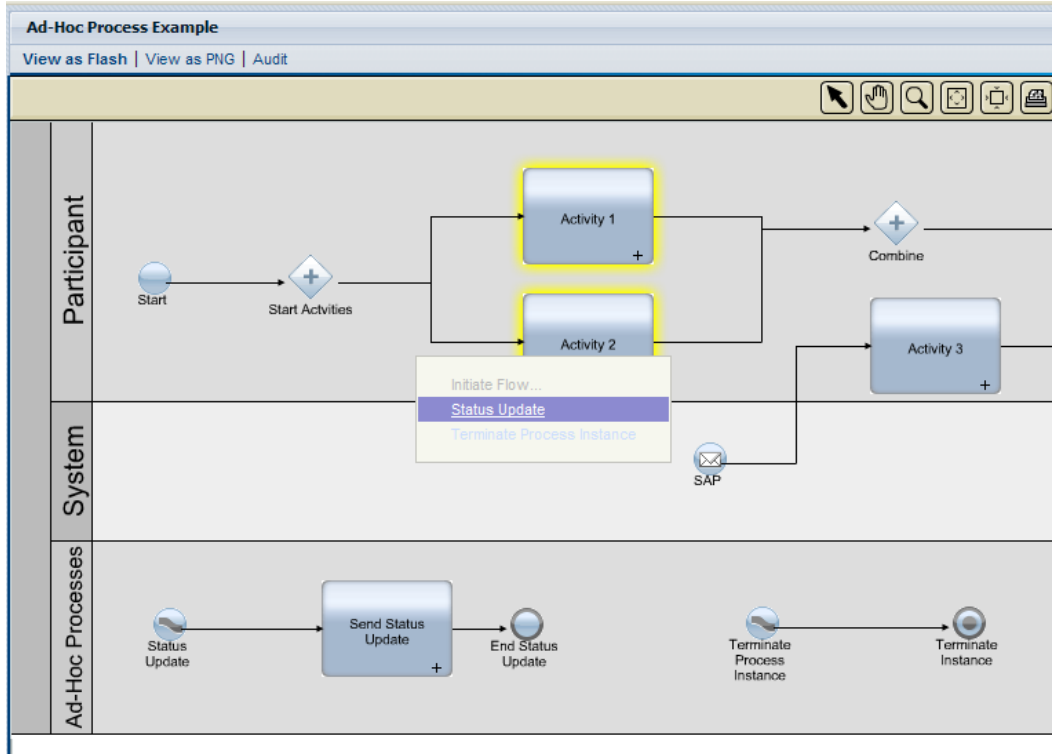 Ad-Hoc Process Example
View as Flash | View as PNG | Audit
Participant
Activity 1
Combine
Start
Start Actvities
Activity 2
Activity 3
Initiate Flow...
Status Update
Terminate Process Instance
System
SAP
Ad-Hoc Processes
Status
Update
Send Status
Update
End Status
Update
Terminate
Process
Instance
Terminate
Instance